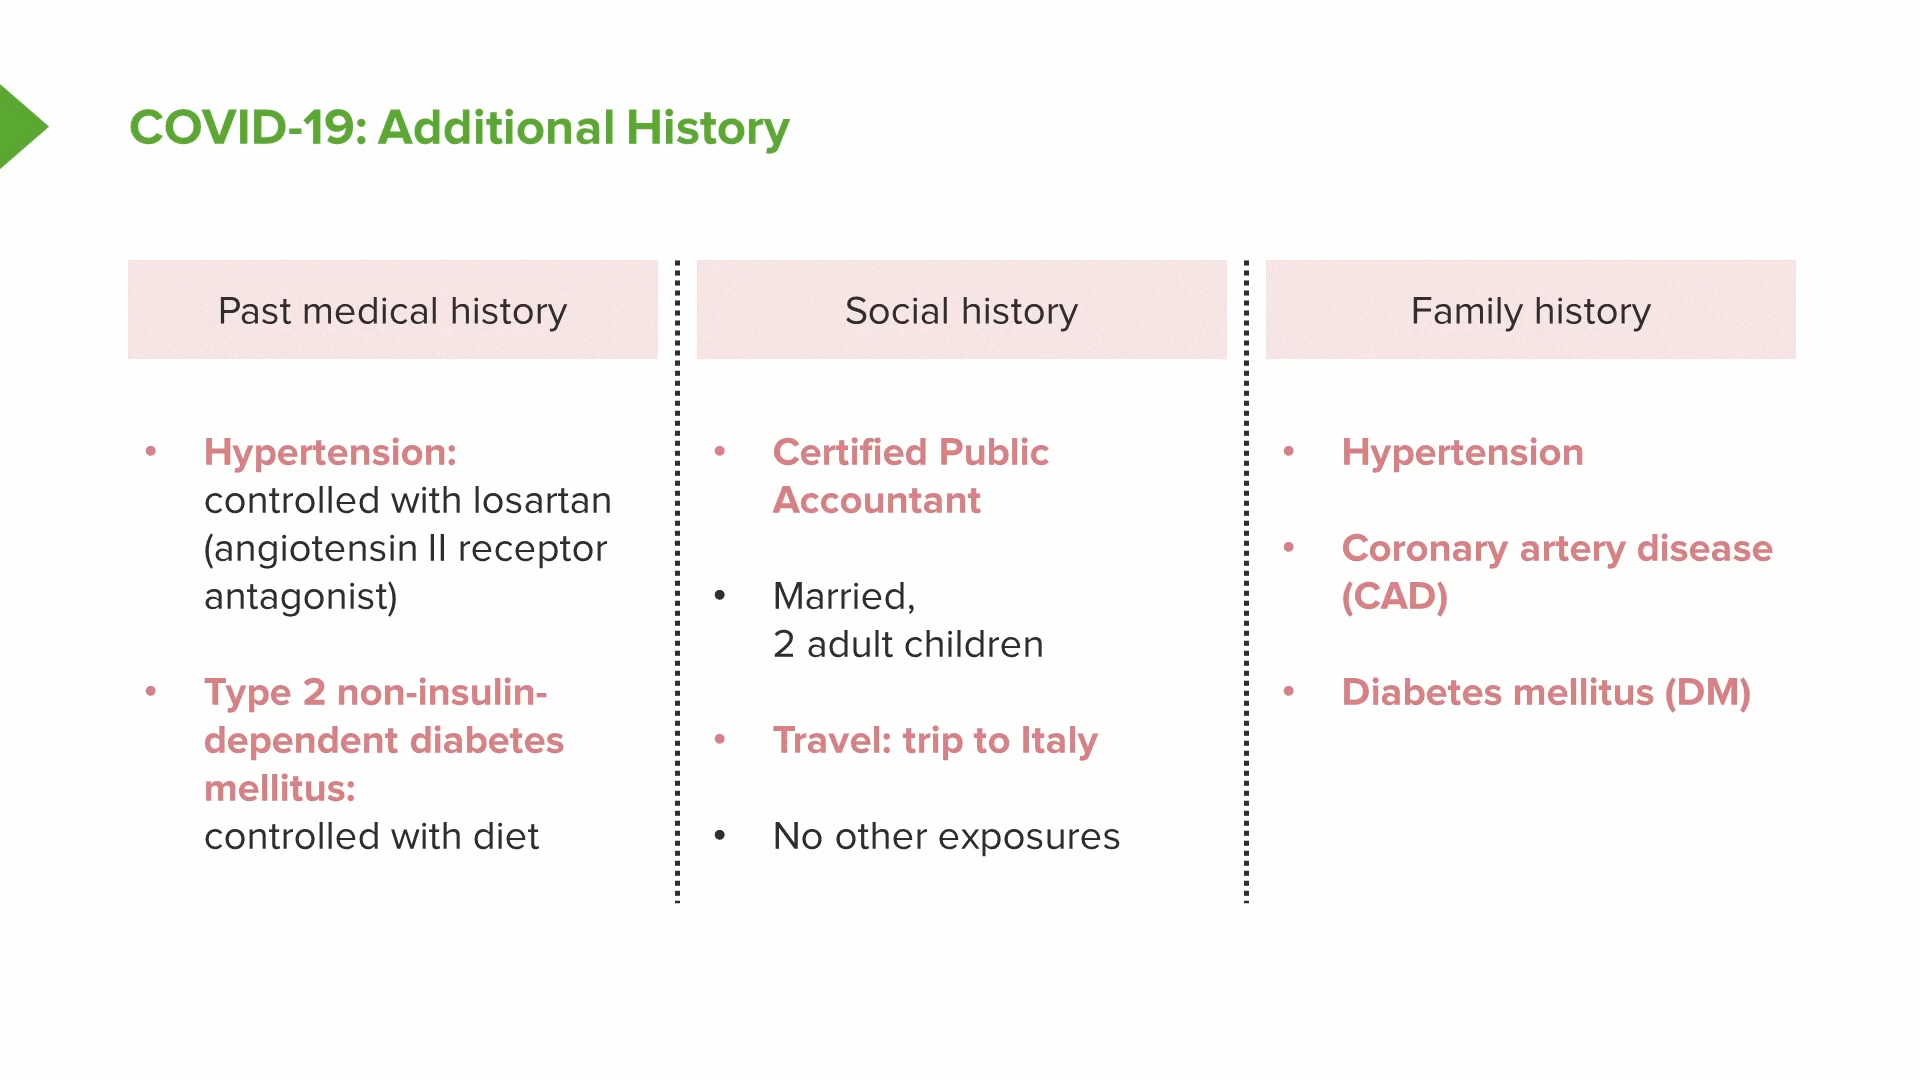 COVID-19: Additional History
Past medical history
• Hypertension:
controlled with losartan
(angiotensin II receptor
antagonist)
• Type 2 non-insulin-
dependent diabetes
mellitus:
controlled with diet
Social history
• Certified Public
Accountant
• Married,
2 adult children
• Travel: trip to Italy
• No other exposures
Family history
• Hypertension
• Coronary artery disease
(CAD)
• Diabetes mellitus (DM)